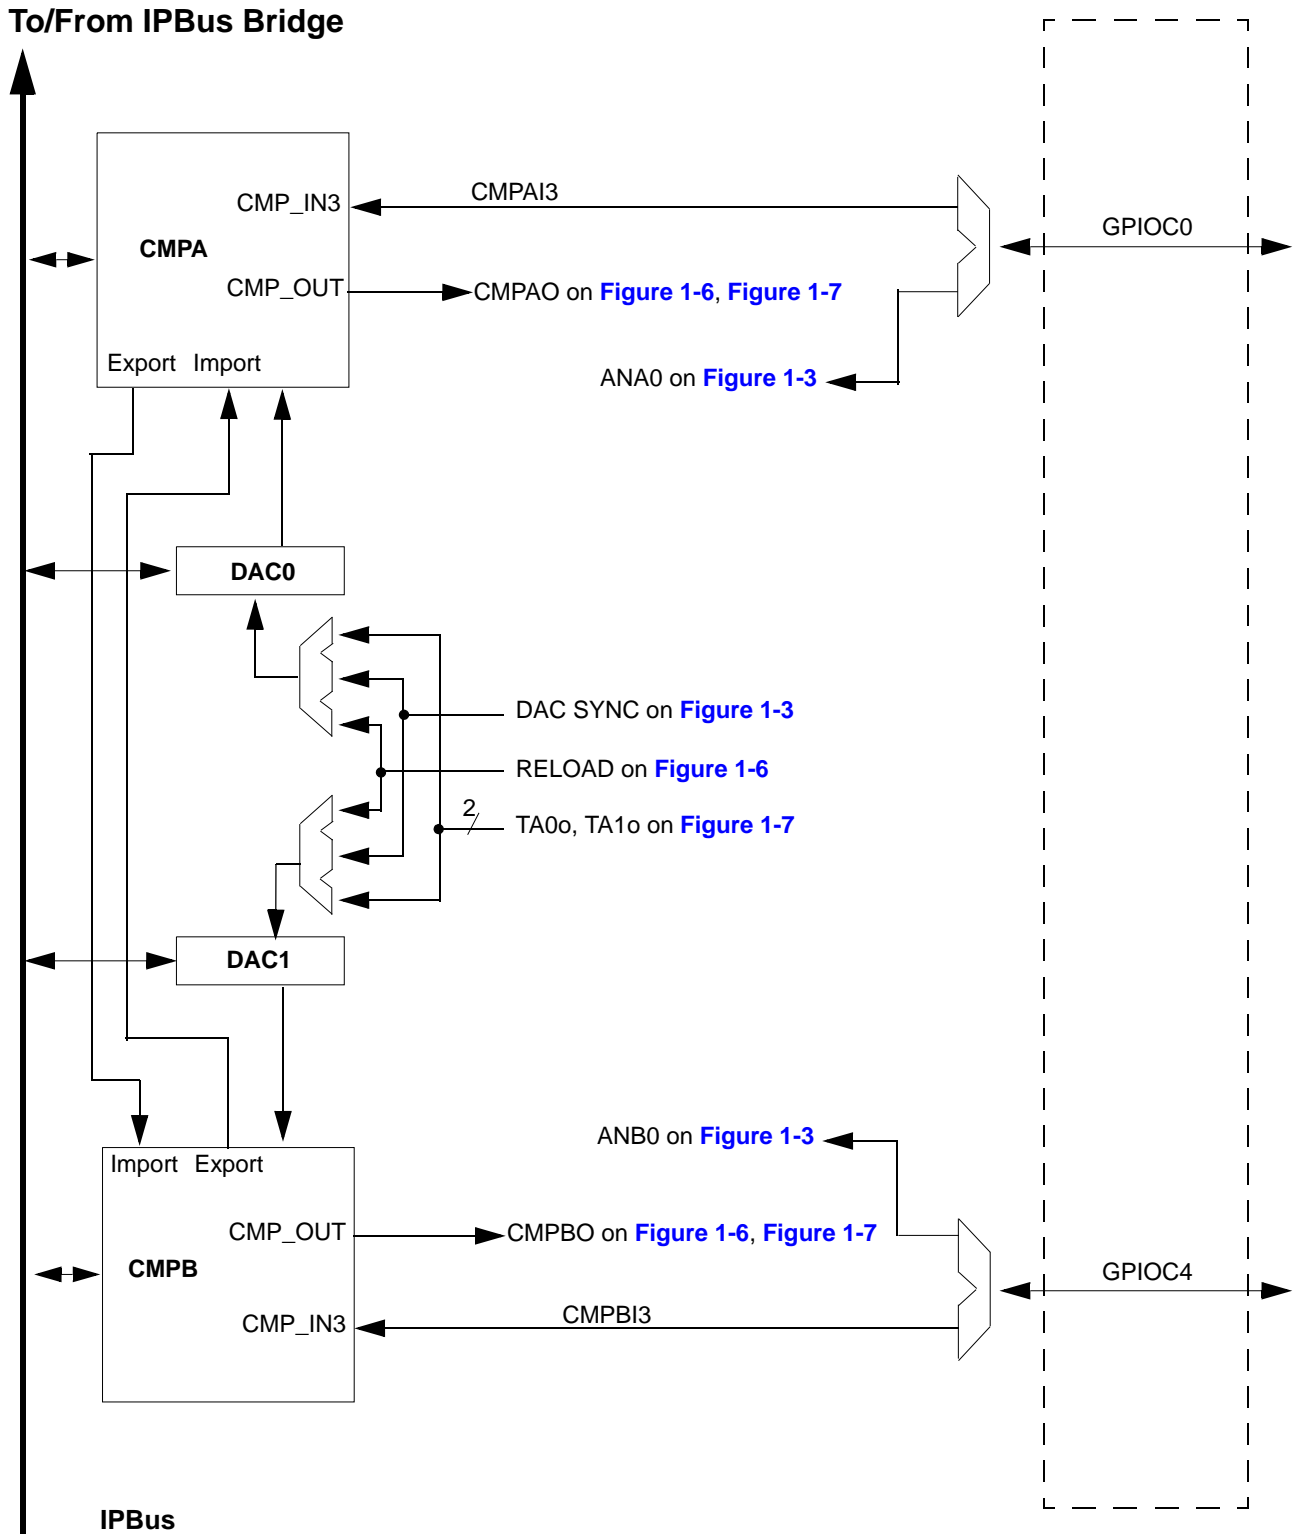 To/From IPBus Bridge
CMP_IN3
CMPAI3
GPIOC0
CMPA
CMP_OUT
CMPAO on Figure 1-6, Figure 1-7
Export Import
ANA0 on Figure 1-3
DAC0
DAC SYNC on Figure 1-3
RELOAD on Figure 1-6
2
TA0o, TA1o on Figure 1-7
DAC1
ANB0 on Figure 1-3
Import Export
CMP_OUT
CMPBO on Figure 1-6, Figure 1-7
CMPB
GPIOC4
CMP_IN3
CMPBI3
IPBus